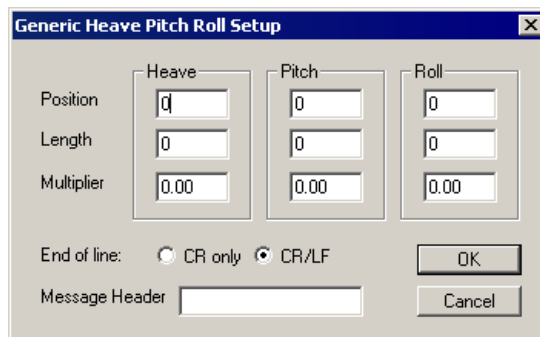 Generic Heave Pitch Roll Setup
Heave Pitch Roll
Position 0 0 0
Length 0 0 0
Multiplier 0.00 0.00 0.00
End of line: CR only CR/LF OK
Message Header Cancel